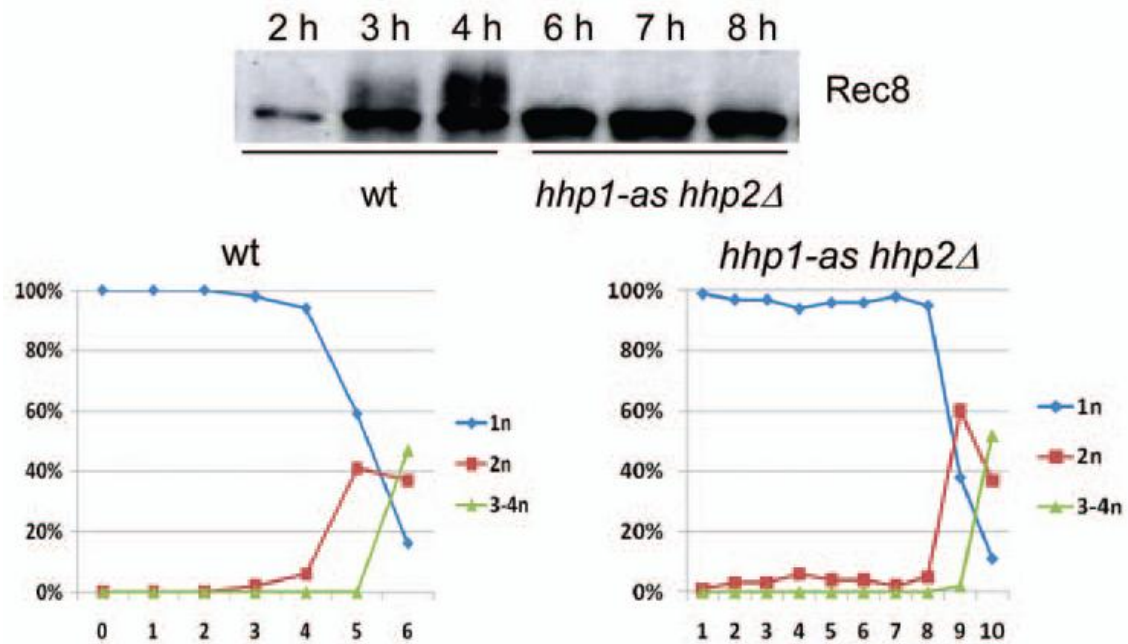 2 h 3 h 4 h 6 h 7 h 8 h
Rec8
wt hhp1-as hhp2Δ
wt
100%
80%
60%
40%
20%
0%
0 1 2 3 4 5 6
1n
2n
3-4n
hhp1-as hhp2Δ
100%
80%
60%
40%
20%
0%
1 2 3 4 5 6 7 8 9 10
1n
2n
3-4n